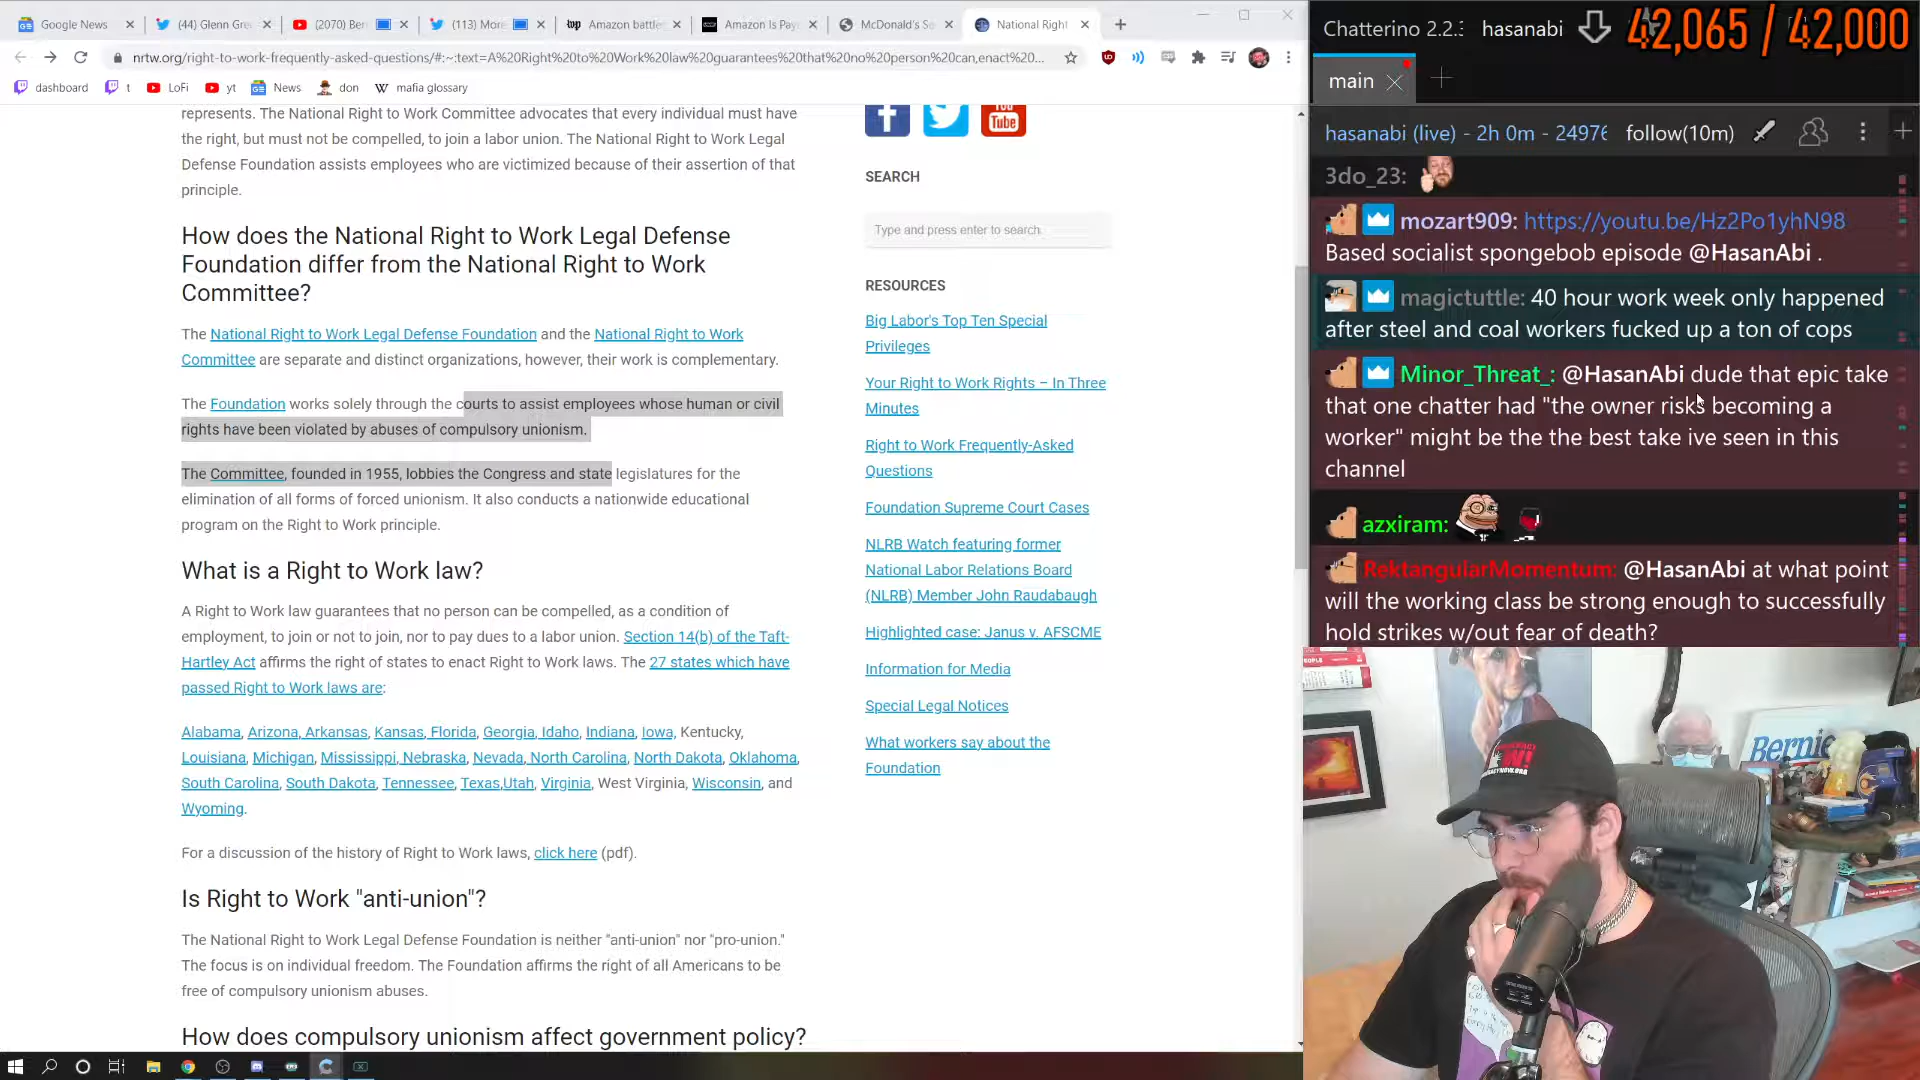 Google News
(44) Glenn Gre
(2070) Ber
(113) More
Amazon battle
Amazon Is Pay
McDonald's So
National Right
nrtw.org/right-to-work-frequently-asked-questions/#:~:text=A%20Right%20to%20Work%20law%20guarantees%20that%20no%20person%20can,enact%20...
dashboard
t
LoFi
yt
News
don
mafia glossary
represents. The National Right to Work Committee advocates that every individual must have
the right, but must not be compelled, to join a labor union. The National Right to Work Legal
Defense Foundation assists employees who are victimized because of their assertion of that
principle.
How does the National Right to Work Legal Defense
Foundation differ from the National Right to Work
Committee?
The National Right to Work Legal Defense Foundation and the National Right to Work
Committee are separate and distinct organizations, however, their work is complementary.
The Foundation works solely through the courts to assist employees whose human or civil
rights have been violated by abuses of compulsory unionism.
The Committee, founded in 1955, lobbies the Congress and state legislatures for the
elimination of all forms of forced unionism. It also conducts a nationwide educational
program on the Right to Work principle.
What is a Right to Work law?
A Right to Work law guarantees that no person can be compelled, as a condition of
employment, to join or not to join, nor to pay dues to a labor union. Section 14(b) of the Taft-
Hartley Act affirms the right of states to enact Right to Work laws. The 27 states which have
passed Right to Work laws are:
Alabama, Arizona, Arkansas, Kansas, Florida, Georgia, Idaho, Indiana, Iowa, Kentucky,
Louisiana, Michigan, Mississippi, Nebraska, Nevada, North Carolina, North Dakota, Oklahoma,
South Carolina, South Dakota, Tennessee, Texas,Utah, Virginia, West Virginia, Wisconsin, and
Wyoming.
For a discussion of the history of Right to Work laws, click here (pdf).
Is Right to Work "anti-union"?
The National Right to Work Legal Defense Foundation is neither "anti-union" nor "pro-union."
The focus is on individual freedom. The Foundation affirms the right of all Americans to be
free of compulsory unionism abuses.
How does compulsory unionism affect government policy?
You
Tube
SEARCH
Type and press enter to search
RESOURCES
Big Labor's Top Ten Special
Privileges
Your Right to Work Rights – In Three
Minutes
Right to Work Frequently-Asked
Questions
Foundation Supreme Court Cases
NLRB Watch featuring former
National Labor Relations Board
(NLRB) Member John Raudabaugh
Highlighted case: Janus v. AFSCME
Information for Media
Special Legal Notices
What workers say about the
Foundation
Chatterino 2.2.
hasanabi
42,065 / 42,000
main
hasanabi (live) - 2h 0m - 24976
follow(10m)
3do_23:
mozart909: https://youtu.be/Hz2Po1yhN98
Based socialist spongebob episode @HasanAbi .
magictuttle: 40 hour work week only happened
after steel and coal workers fucked up a ton of cops
Minor_Threat_: @HasanAbi dude that epic take
that one chatter had "the owner risks becoming a
worker" might be the the best take ive seen in this
channel
azxiram:
RektangularMomentum: @HasanAbi at what point
will the working class be strong enough to successfully
hold strikes w/out fear of death?
Bernie